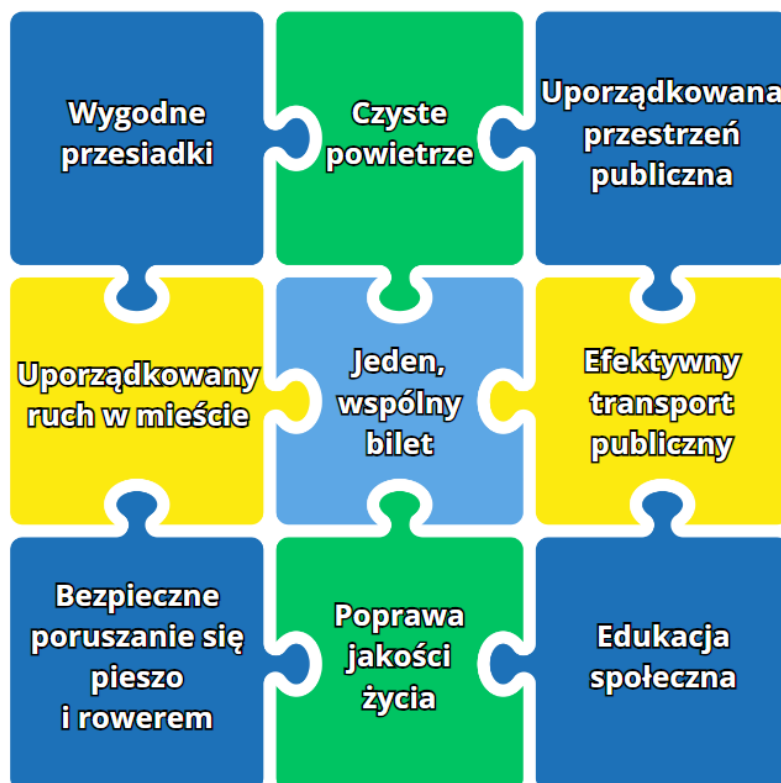 Wygodne
przesiadki
Czyste
powietrze
Uporządkowana
przestrzeń
publiczna
Uporządkowany
ruch w mieście
Jeden,
wspólny
bilet
Efektywny
transport
publiczny
Bezpieczne
poruszanie się
pieszo
i rowerem
Poprawa
jakości
życia
Edukacja
społeczna